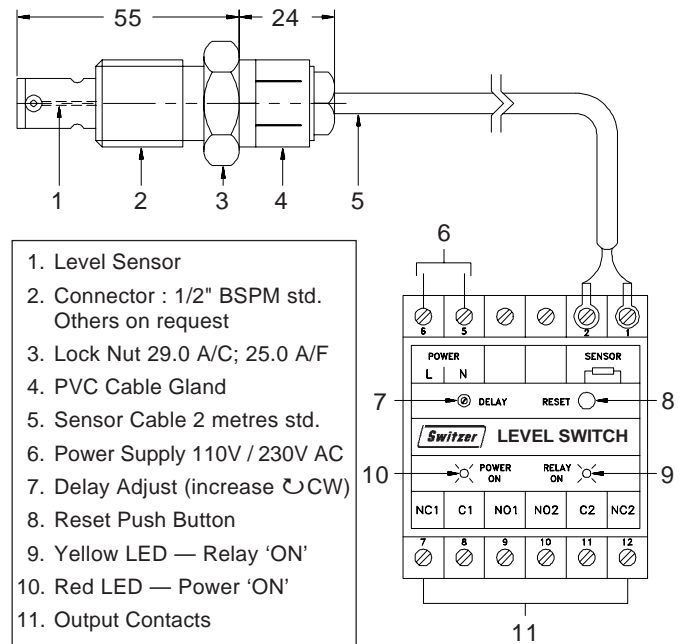 55 24
1 2 3 4 5
1. Level Sensor
2. Connector : 1/2" BSPM std.
Others on request
3. Lock Nut 29.0 A/C; 25.0 A/F
4. PVC Cable Gland
5. Sensor Cable 2 metres std.
6. Power Supply 110V / 230V AC
7. Delay Adjust (increase ↻CW)
8. Reset Push Button
9. Yellow LED — Relay ‘ON’
10. Red LED — Power ‘ON’
11. Output Contacts
6
6 5 2 1
POWER SENSOR
L N
7 DELAY RESET 8
Switzer LEVEL SWITCH
10 POWER ON RELAY ON 9
NC1 C1 NO1 NO2 C2 NC2
7 8 9 10 11 12
11